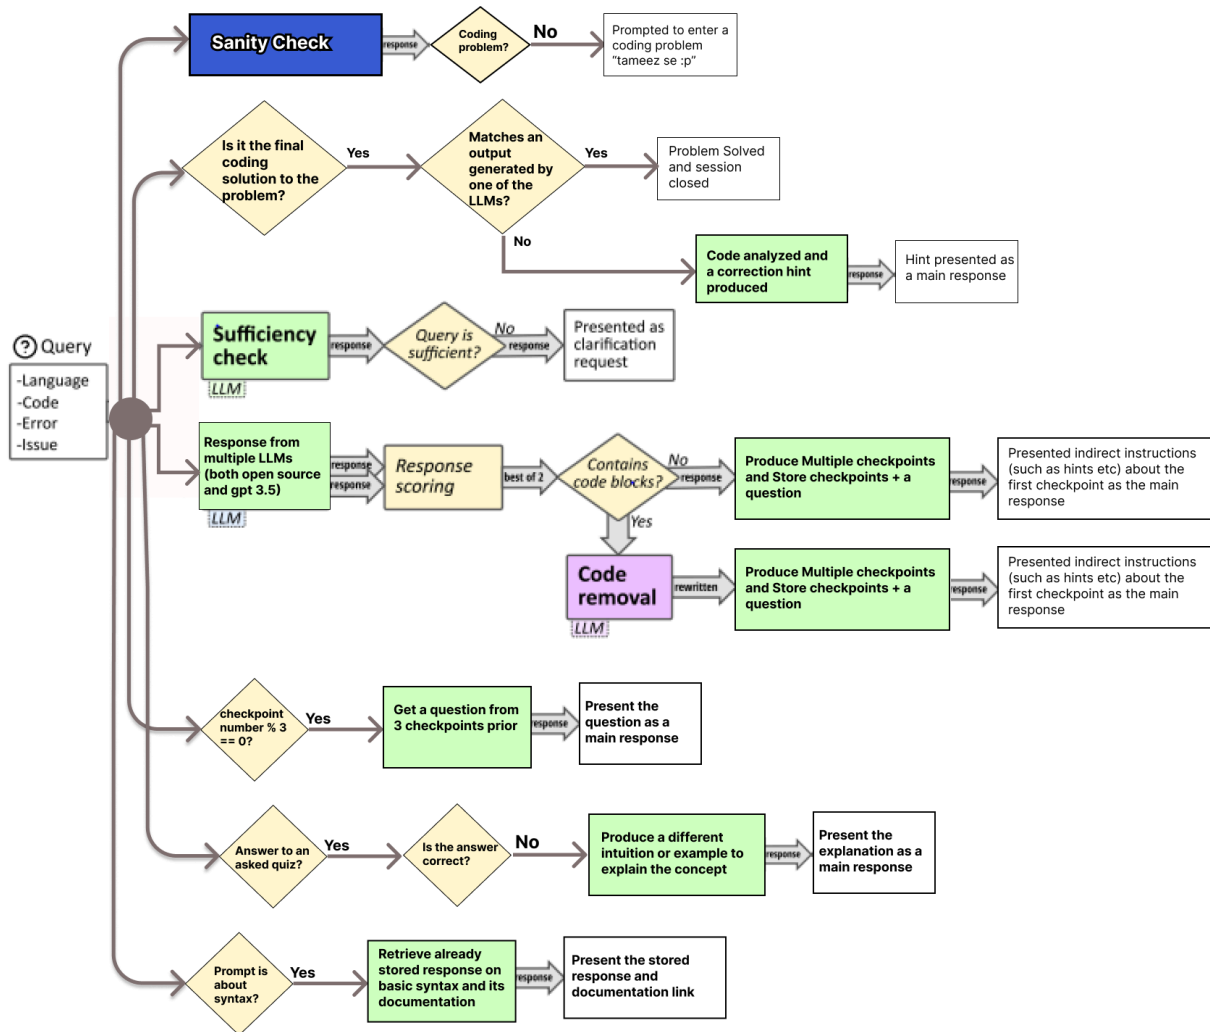 Sanity Check
response
Coding
problem?
No
Prompted to enter a
coding problem
"tameez se :p"
Is it the final
coding
solution to the
problem?
Yes
Matches an
output
generated by
one of the
LLMs?
Yes
Problem Solved
and session
closed
No
Code analyzed and
a correction hint
produced
response
Hint presented as
a main response
? Query
-Language
-Code
-Error
-Issue
Sufficiency
check
LLM
response
Query is
sufficient?
No
response
Presented as
clarification
request
Response from
multiple LLMs
(both open source
and gpt 3.5)
LLM
response
response
Response
scoring
best of 2
Contains
code blocks?
No
response
Produce Multiple checkpoints
and Store checkpoints + a
question
response
Presented indirect instructions
(such as hints etc) about the
first checkpoint as the main
response
Yes
Code
removal
LLM
rewritten
Produce Multiple checkpoints
and Store checkpoints + a
question
response
Presented indirect instructions
(such as hints etc) about the
first checkpoint as the main
response
checkpoint
number % 3
== 0?
Yes
Get a question from
3 checkpoints prior
response
Present the
question as a
main response
Answer to an
asked quiz?
Yes
Is the answer
correct?
No
Produce a different
intuition or example to
explain the concept
response
Present the
explanation as a
main response
Prompt is
about
syntax?
Yes
Retrieve already
stored response on
basic syntax and its
documentation
response
Present the stored
response and
documentation link